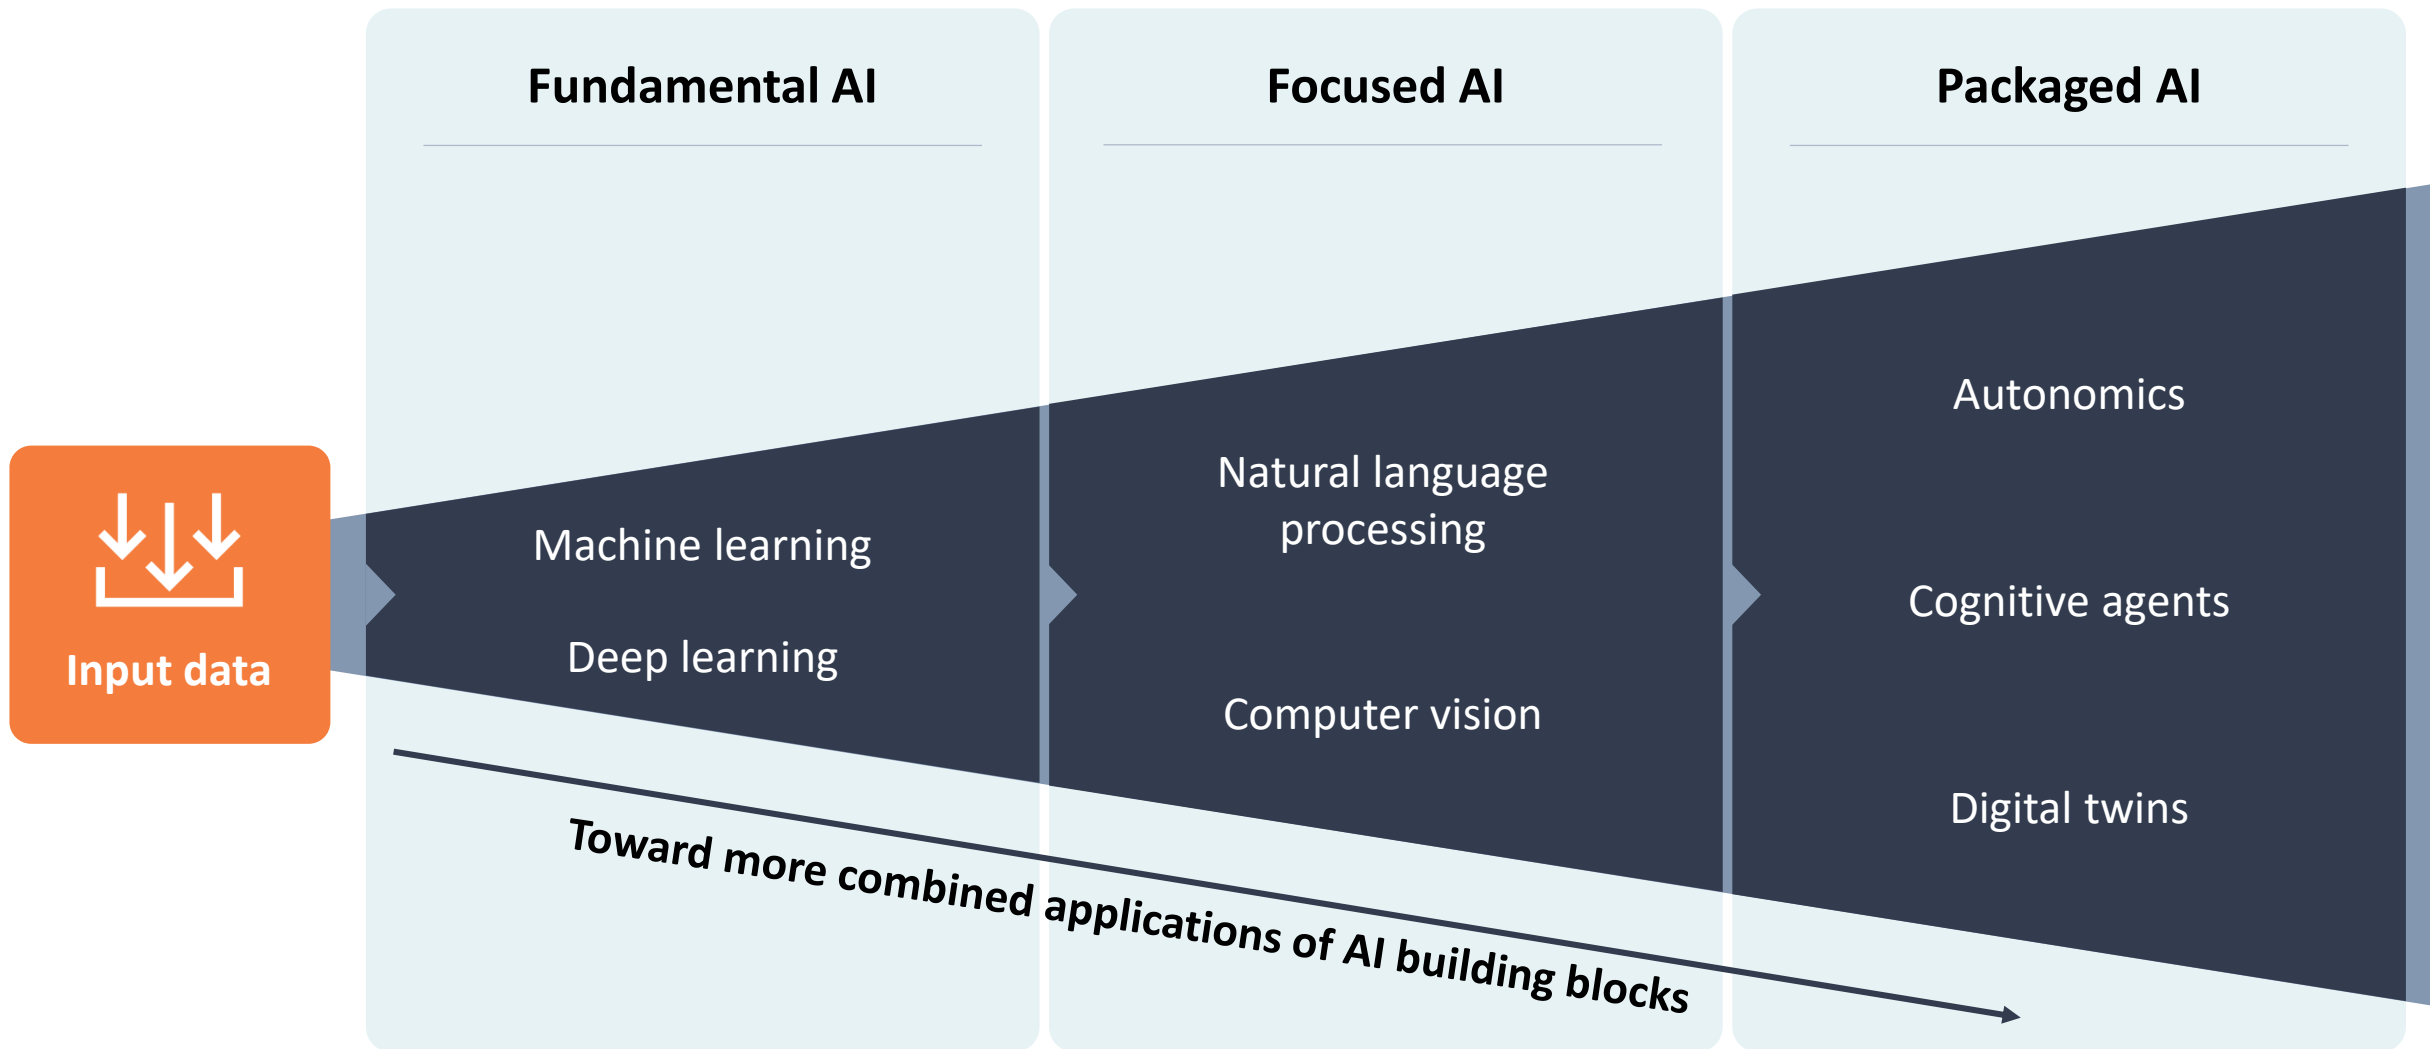 Fundamental AI
Focused AI
Packaged AI
Input data
Machine learning
Deep learning
Natural language
processing
Computer vision
Autonomics
Cognitive agents
Digital twins
Toward more combined applications of AI building blocks